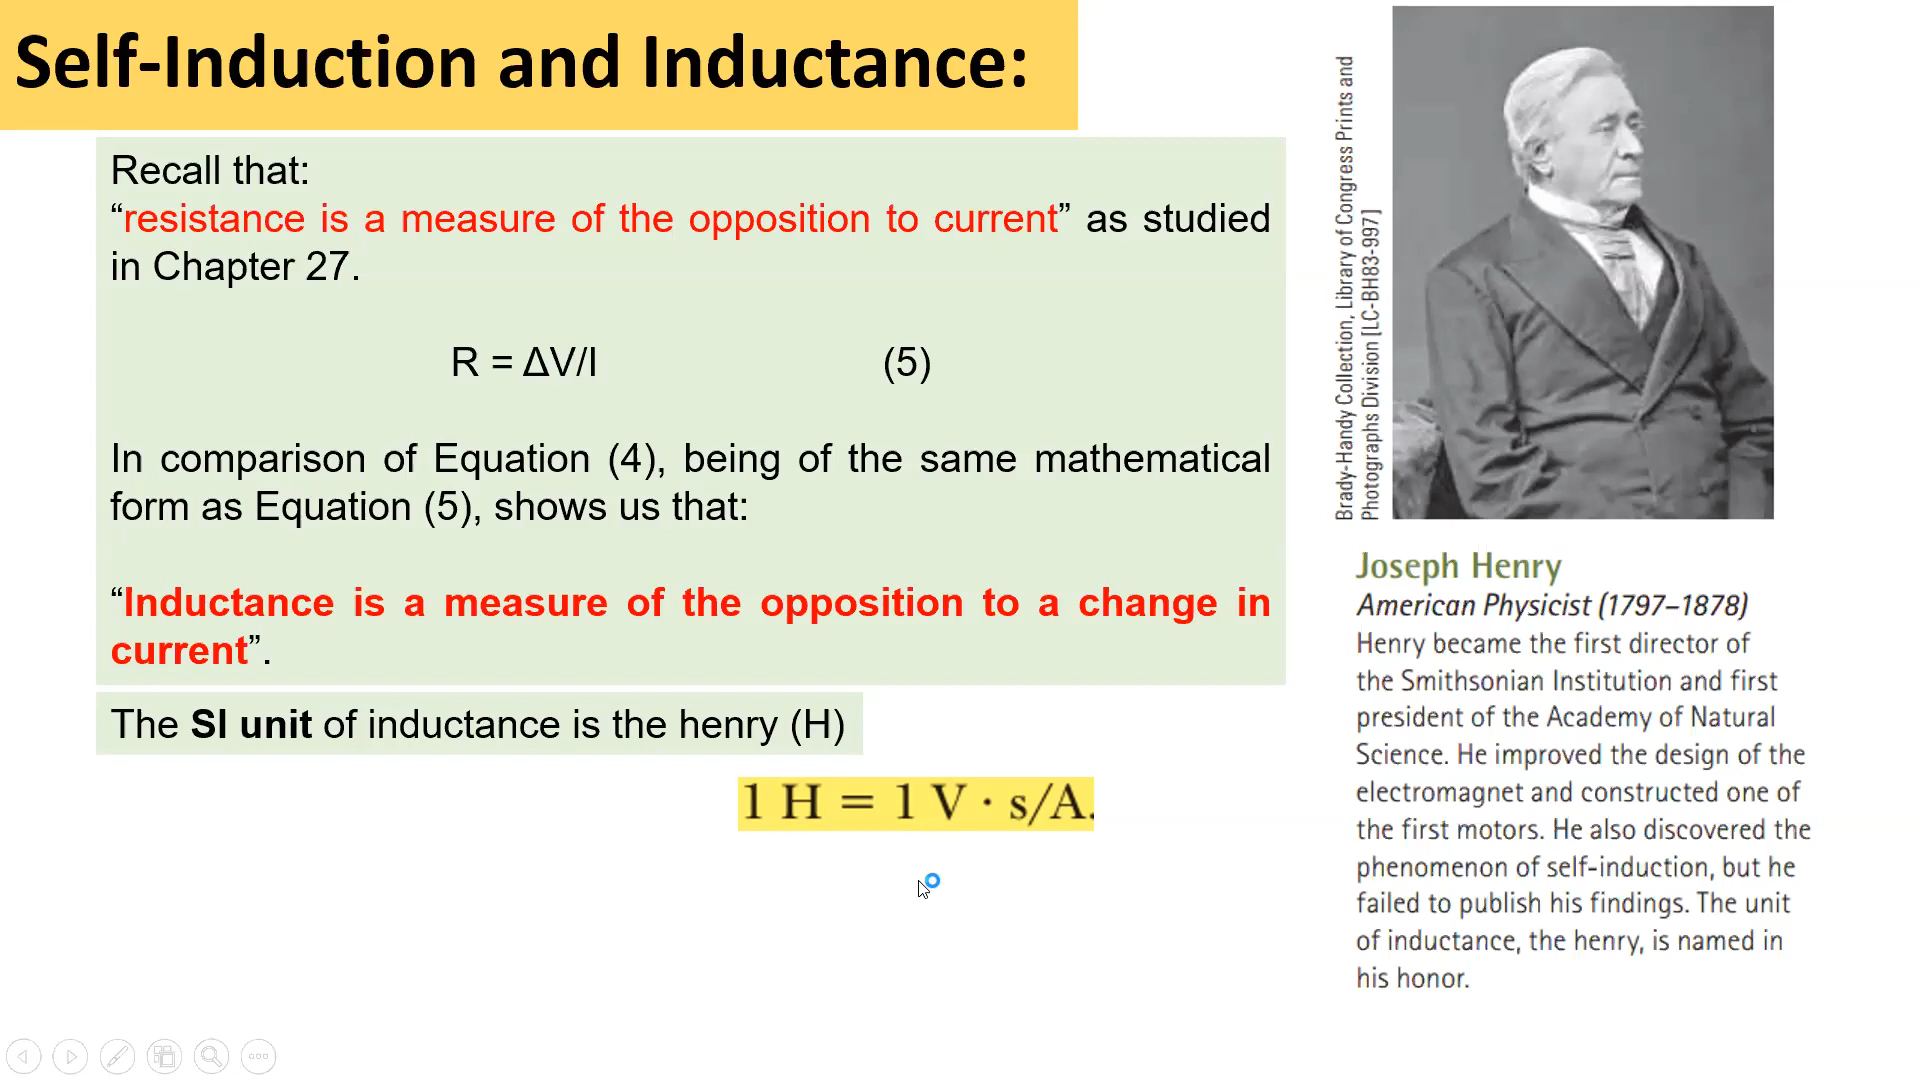 Self-Induction and Inductance:
Recall that:
“resistance is a measure of the opposition to current” as studied
in Chapter 27.
R = ΔV/I (5)
In comparison of Equation (4), being of the same mathematical
form as Equation (5), shows us that:
“Inductance is a measure of the opposition to a change in
current”.
The SI unit of inductance is the henry (H)
1 H = 1 V · s/A.
Brady-Handy Collection, Library of Congress Prints and
Photographs Division [LC-BH83-997]
Joseph Henry
American Physicist (1797–1878)
Henry became the first director of
the Smithsonian Institution and first
president of the Academy of Natural
Science. He improved the design of the
electromagnet and constructed one of
the first motors. He also discovered the
phenomenon of self-induction, but he
failed to publish his findings. The unit
of inductance, the henry, is named in
his honor.